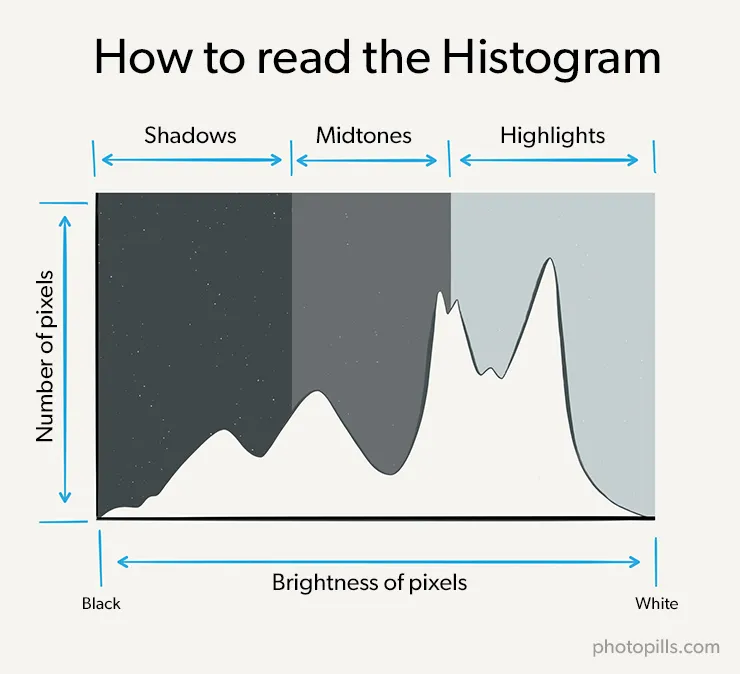 How to read the Histogram
Shadows
Midtones
Highlights
Number of pixels
Brightness of pixels
Black
White
photopills.com